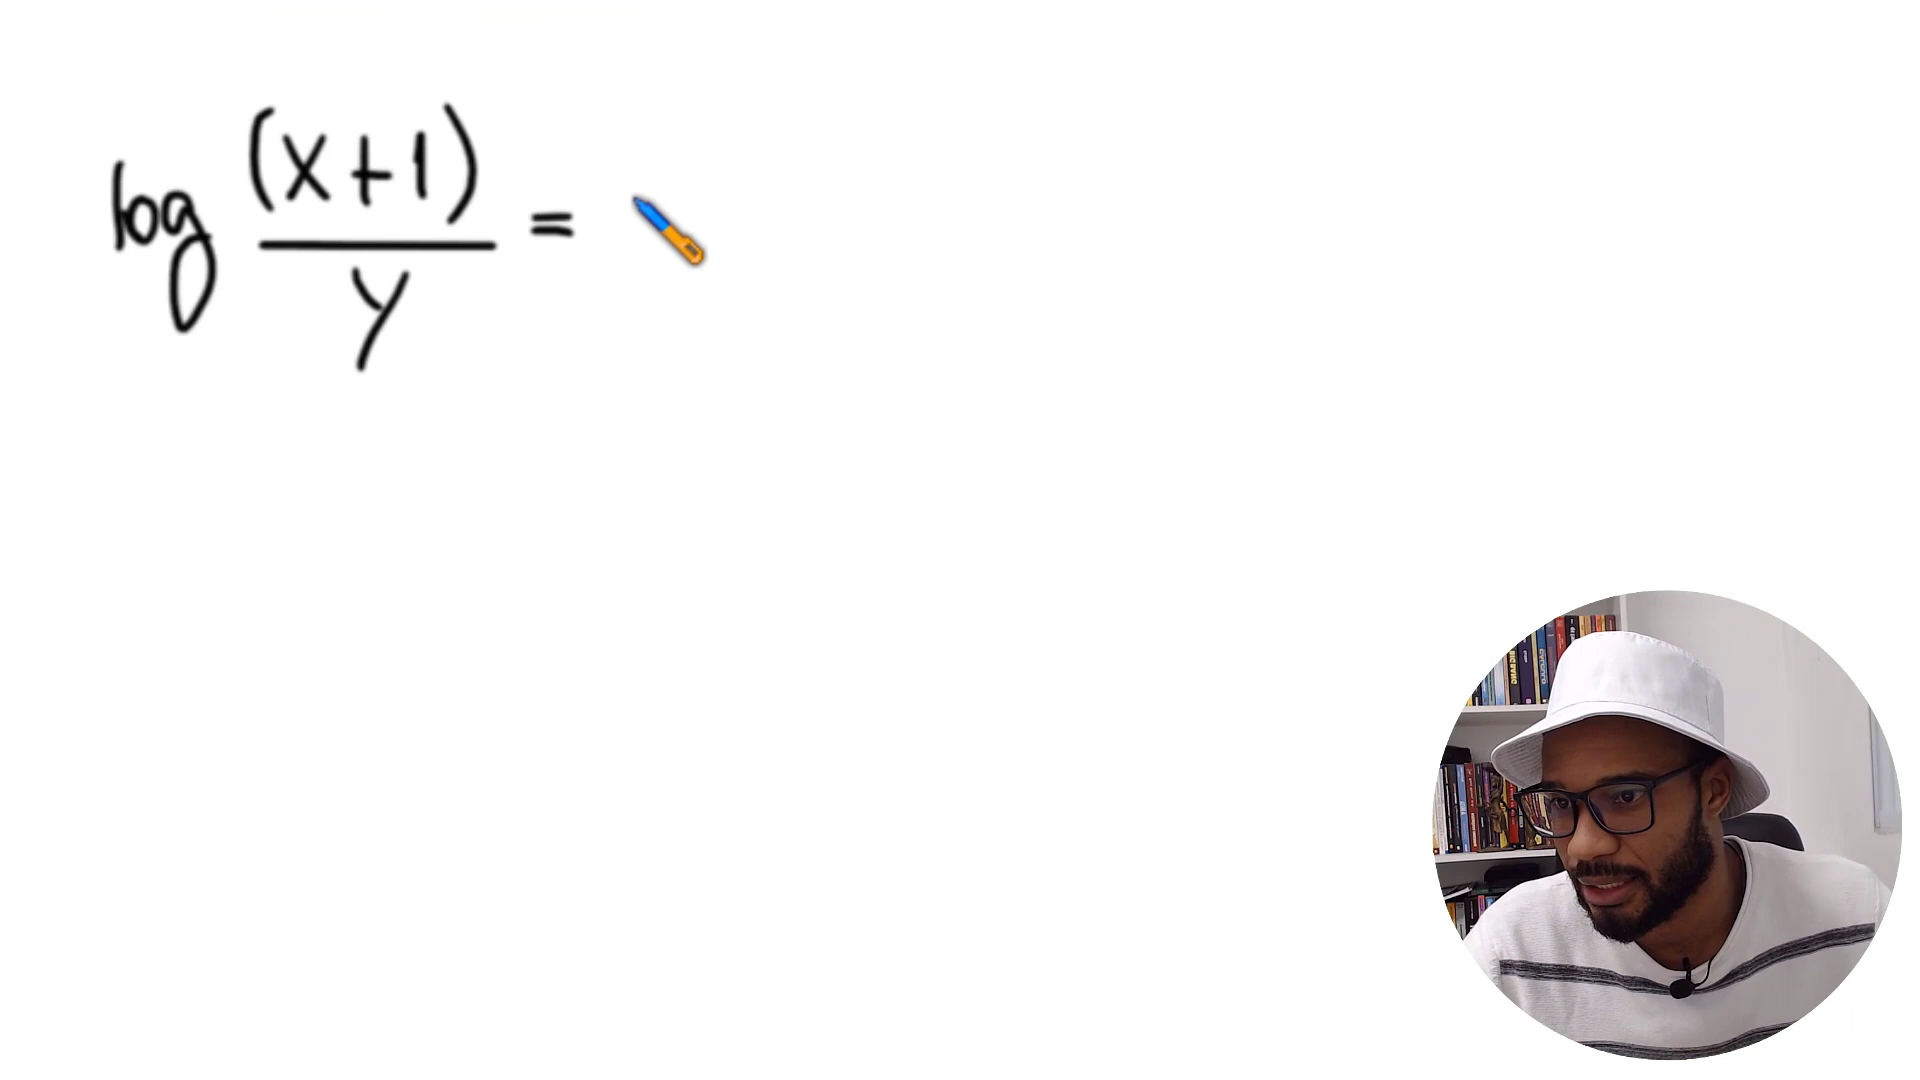 log (x+1)/y =